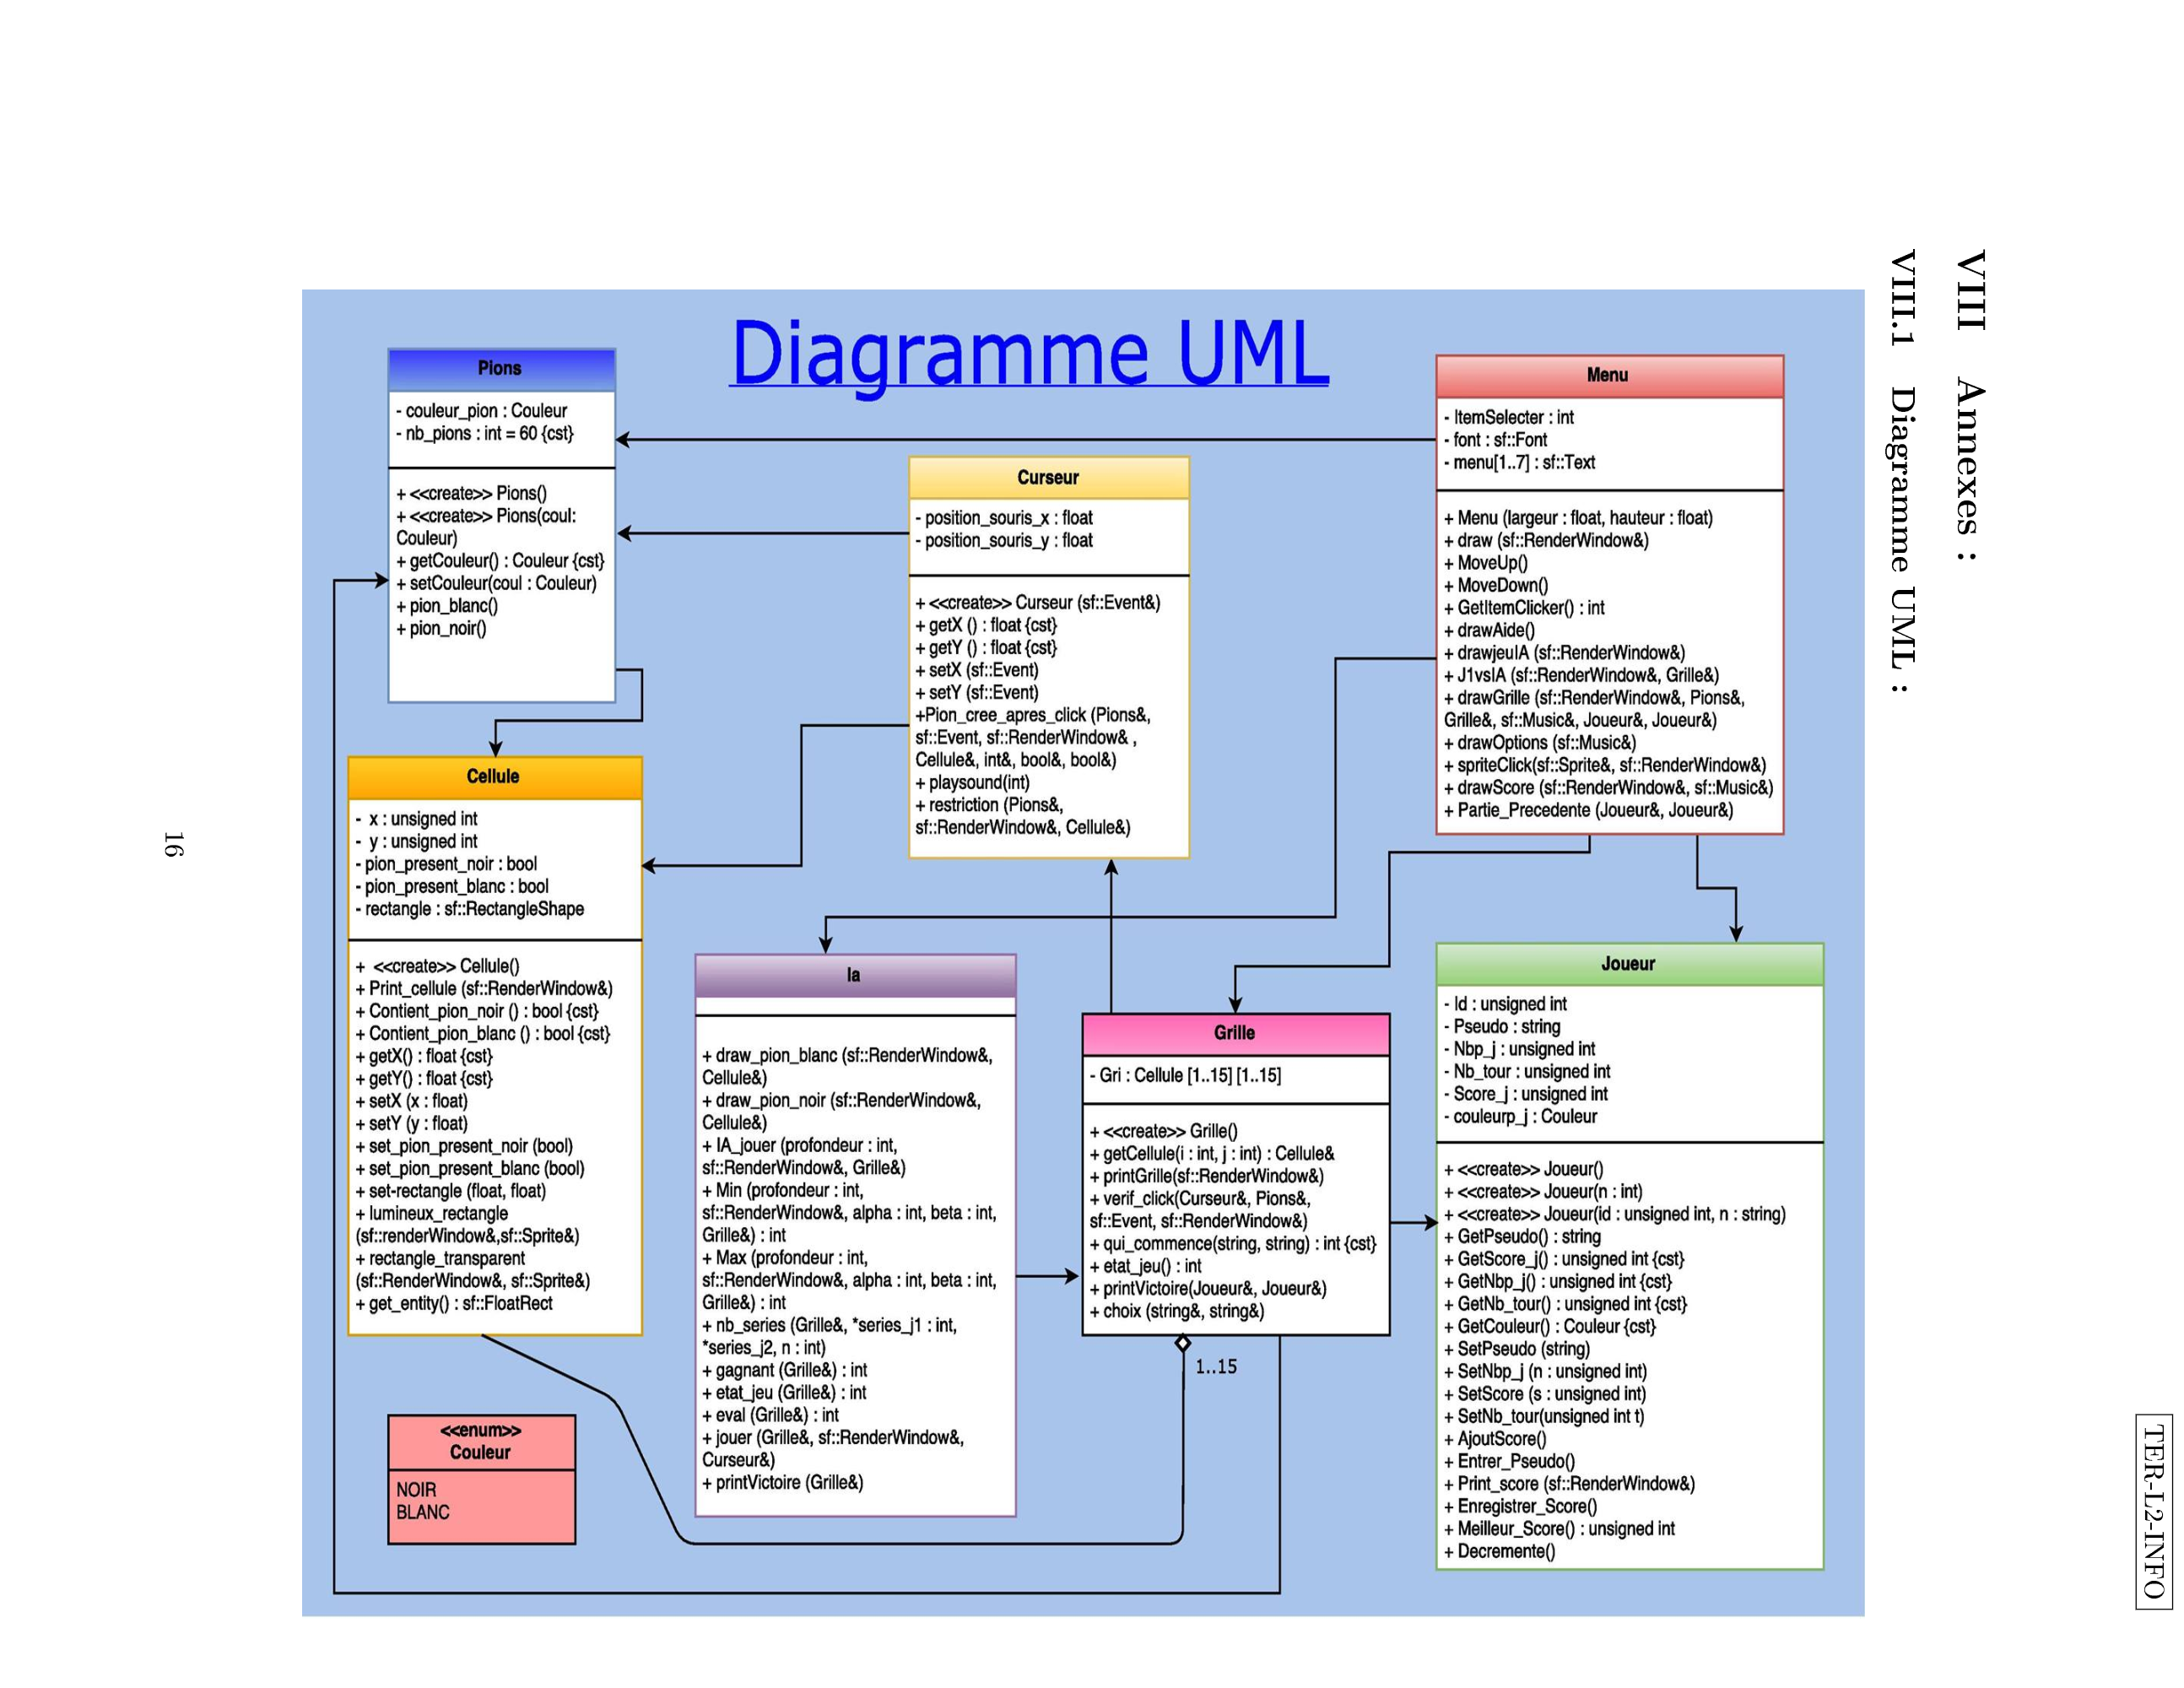 VIII Annexes :
VIII.1 Diagramme UML :
Diagramme UML
Pions
- couleur_pion : Couleur
- nb_pions : int = 60 {cst}
+ <<create>> Pions()
+ <<create>> Pions(coul:
Couleur)
+ getCouleur() : Couleur {cst}
+ setCouleur(coul : Couleur)
+ pion_blanc()
+ pion_noir()
Curseur
- position_souris_x : float
- position_souris_y : float
+ <<create>> Curseur (sf::Event&)
+ getX () : float {cst}
+ getY () : float {cst}
+ setX (sf::Event)
+ setY (sf::Event)
+Pion_cree_apres_click (Pions&,
sf::Event, sf::RenderWindow& ,
Cellule&, int&, bool&, bool&)
+ playsound(int)
+ restriction (Pions&,
sf::RenderWindow&, Cellule&)
Menu
- ItemSelecter : int
- font : sf::Font
- menu[1..7] : sf::Text
+ Menu (largeur : float, hauteur : float)
+ draw (sf::RenderWindow&)
+ MoveUp()
+ MoveDown()
+ GetItemClicker() : int
+ drawAide()
+ drawjeuIA (sf::RenderWindow&)
+ J1vsIA (sf::RenderWindow&, Grille&)
+ drawGrille (sf::RenderWindow&, Pions&,
Grille&, sf::Music&, Joueur&, Joueur&)
+ drawOptions (sf::Music&)
+ spriteClick(sf::Sprite&, sf::RenderWindow&)
+ drawScore (sf::RenderWindow&, sf::Music&)
+ Partie_Precedente (Joueur&, Joueur&)
Cellule
- x : unsigned int
- y : unsigned int
- pion_present_noir : bool
- pion_present_blanc : bool
- rectangle : sf::RectangleShape
+ <<create>> Cellule()
+ Print_cellule (sf::RenderWindow&)
+ Contient_pion_noir () : bool {cst}
+ Contient_pion_blanc () : bool {cst}
+ getX() : float {cst}
+ getY() : float {cst}
+ setX (x : float)
+ setY (y : float)
+ set_pion_present_noir (bool)
+ set_pion_present_blanc (bool)
+ set-rectangle (float, float)
+ lumineux_rectangle
(sf::renderWindow&,sf::Sprite&)
+ rectangle_transparent
(sf::RenderWindow&, sf::Sprite&)
+ get_entity() : sf::FloatRect
Ia
+ draw_pion_blanc (sf::RenderWindow&,
Cellule&)
+ draw_pion_noir (sf::RenderWindow&,
Cellule&)
+ IA_jouer (profondeur : int,
sf::RenderWindow&, Grille&)
+ Min (profondeur : int,
sf::RenderWindow&, alpha : int, beta : int,
Grille&) : int
+ Max (profondeur : int,
sf::RenderWindow&, alpha : int, beta : int,
Grille&) : int
+ nb_series (Grille&, *series_j1 : int,
*series_j2, n : int)
+ gagnant (Grille&) : int
+ etat_jeu (Grille&) : int
+ eval (Grille&) : int
+ jouer (Grille&, sf::RenderWindow&,
Curseur&)
+ printVictoire (Grille&)
Grille
- Gri : Cellule [1..15] [1..15]
+ <<create>> Grille()
+ getCellule(i : int, j : int) : Cellule&
+ printGrille(sf::RenderWindow&)
+ verif_click(Curseur&, Pions&,
sf::Event, sf::RenderWindow&)
+ qui_commence(string, string) : int {cst}
+ etat_jeu() : int
+ printVictoire(Joueur&, Joueur&)
+ choix (string&, string&)
1..15
Joueur
- Id : unsigned int
- Pseudo : string
- Nbp_j : unsigned int
- Nb_tour : unsigned int
- Score_j : unsigned int
- couleurp_j : Couleur
+ <<create>> Joueur()
+ <<create>> Joueur(n : int)
+ <<create>> Joueur(id : unsigned int, n : string)
+ GetPseudo() : string
+ GetScore_j() : unsigned int {cst}
+ GetNbp_j() : unsigned int {cst}
+ GetNb_tour() : unsigned int {cst}
+ GetCouleur() : Couleur {cst}
+ SetPseudo (string)
+ SetNbp_j (n : unsigned int)
+ SetScore (s : unsigned int)
+ SetNb_tour(unsigned int t)
+ AjoutScore()
+ Entrer_Pseudo()
+ Print_score (sf::RenderWindow&)
+ Enregistrer_Score()
+ Meilleur_Score() : unsigned int
+ Decremente()
<<enum>>
Couleur
NOIR
BLANC
16
TER-L2-INFO